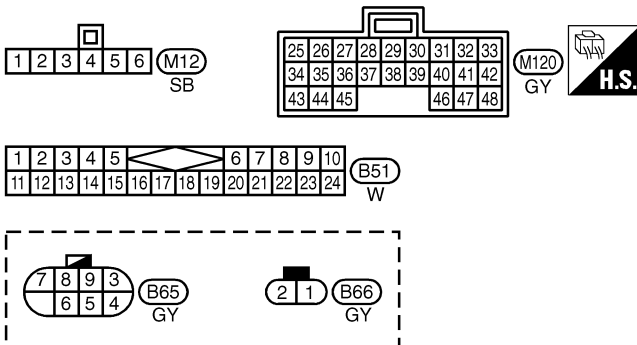 1 2 3 4 5 6 M12
SB
25 26 27 28 29 30 31 32 33
34 35 36 37 38 39 40 41 42
43 44 45 46 47 48
M120
GY
H.S.
1 2 3 4 5 6 7 8 9 10
11 12 13 14 15 16 17 18 19 20 21 22 23 24
B51
W
7 8 9 3
6 5 4
B65
GY
2 1 B66
GY